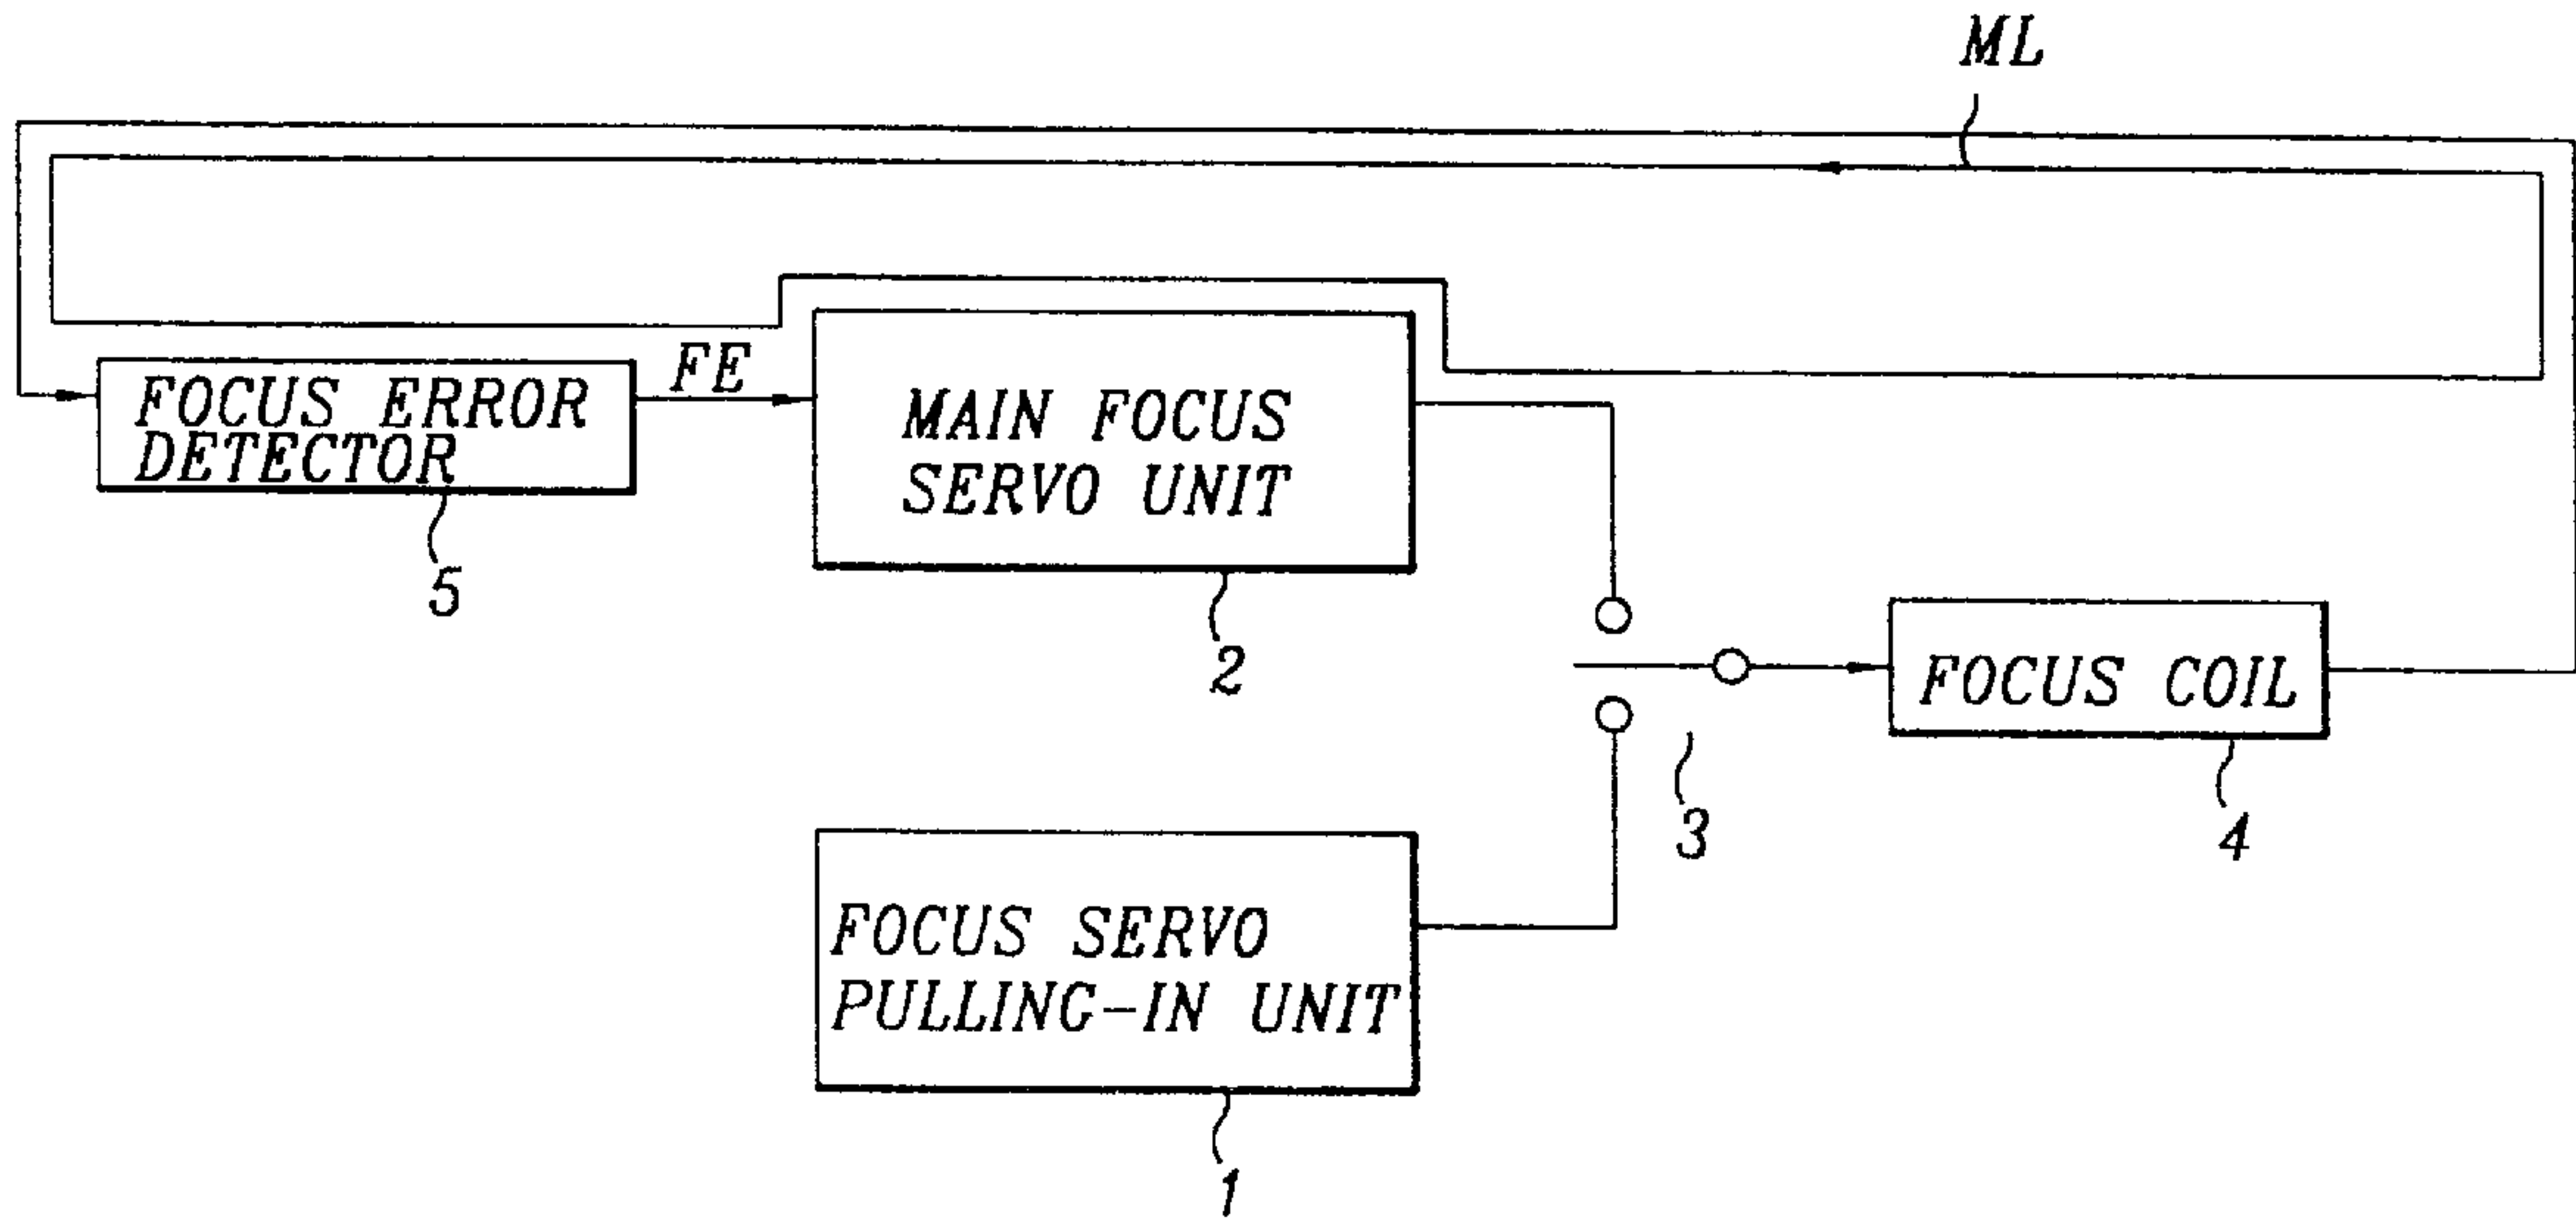 ML
FOCUS ERROR
DETECTOR
5
FE
MAIN FOCUS
SERVO UNIT
2
3
FOCUS COIL
4
FOCUS SERVO
PULLING-IN UNIT
1